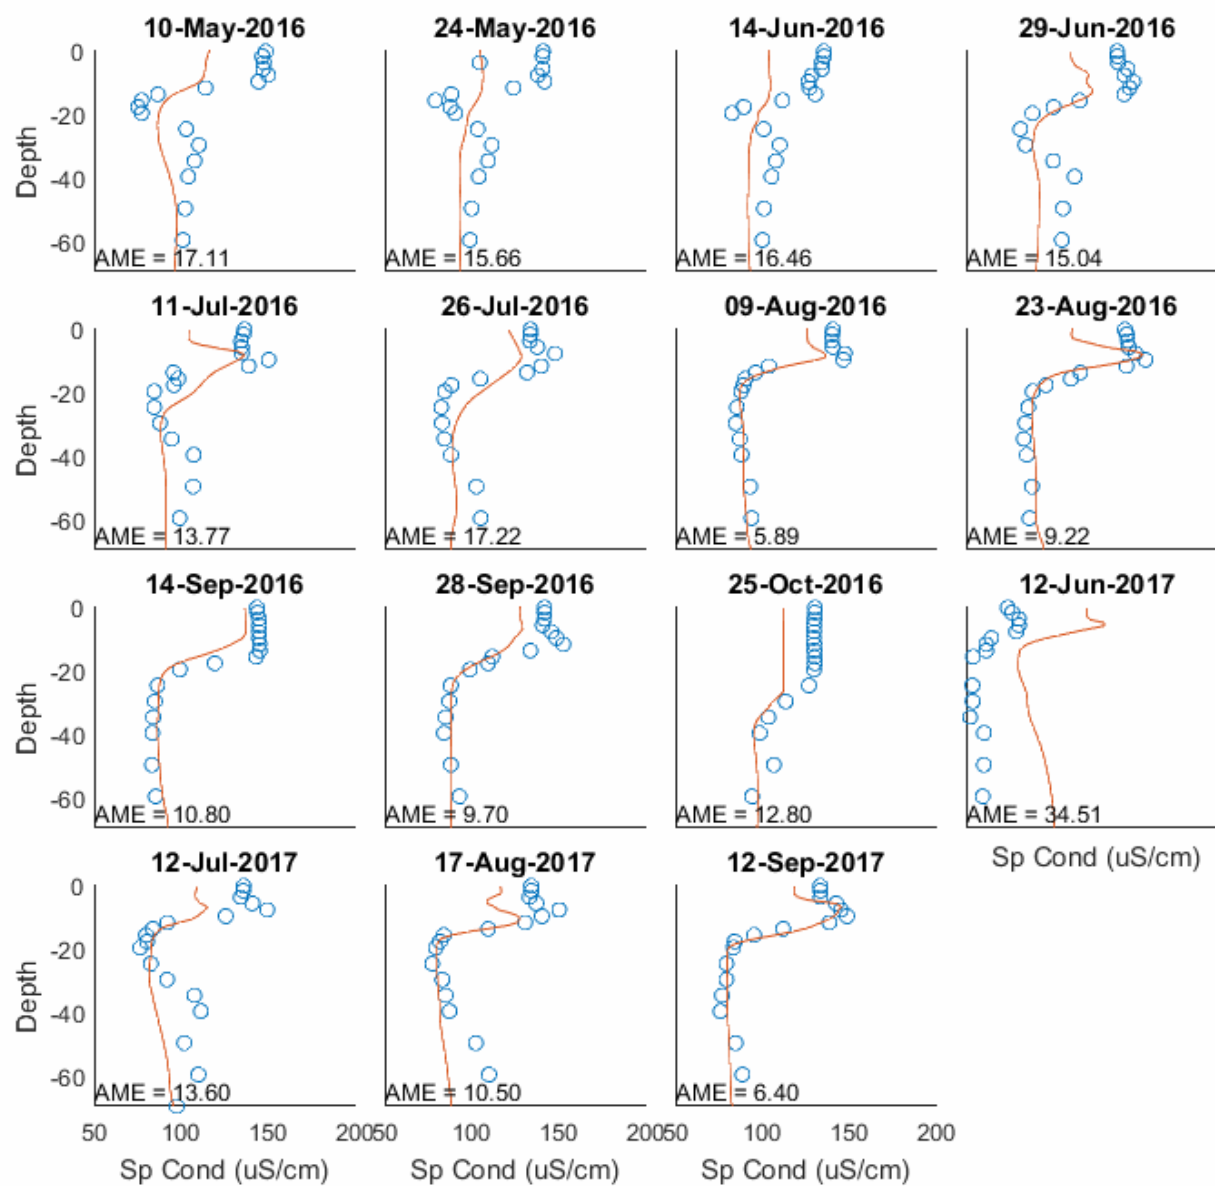 10-May-2016 24-May-2016 14-Jun-2016 29-Jun-2016
0
-20
-40
-60
Depth
AME = 17.11 AME = 15.66 AME = 16.46 AME = 15.04
11-Jul-2016 26-Jul-2016 09-Aug-2016 23-Aug-2016
0
-20
-40
-60
Depth
AME = 13.77 AME = 17.22 AME = 5.89 AME = 9.22
14-Sep-2016 28-Sep-2016 25-Oct-2016 12-Jun-2017
0
-20
-40
-60
Depth
AME = 10.80 AME = 9.70 AME = 12.80 AME = 34.51
Sp Cond (uS/cm)
12-Jul-2017 17-Aug-2017 12-Sep-2017
0
-20
-40
-60
Depth
AME = 13.60 AME = 10.50 AME = 6.40
50 100 150 200 50 100 150 200 50 100 150 200
Sp Cond (uS/cm) Sp Cond (uS/cm) Sp Cond (uS/cm)